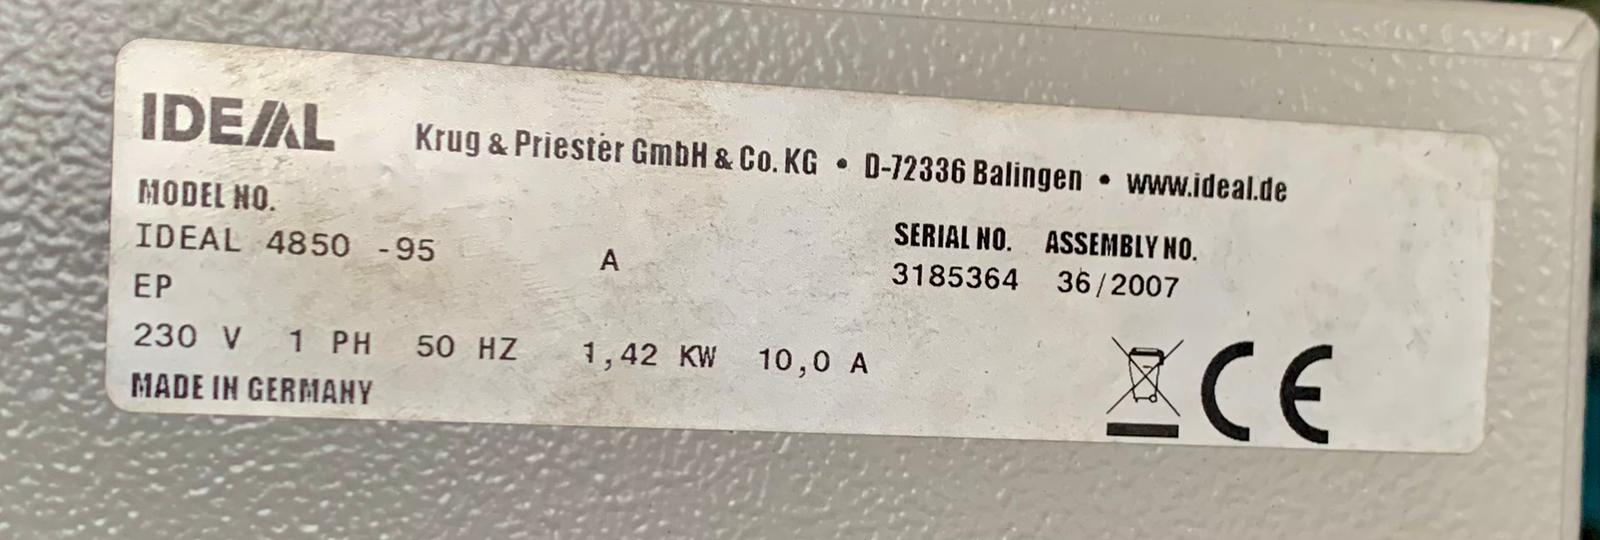 IDEAL Krug & Priester GmbH & Co. KG • D-72336 Balingen • www.ideal.de
MODEL NO.
IDEAL 4850 -95 A
EP
SERIAL NO. ASSEMBLY NO.
3185364 36/2007
230 V 1 PH 50 HZ 1,42 KW 10,0 A
MADE IN GERMANY
CE